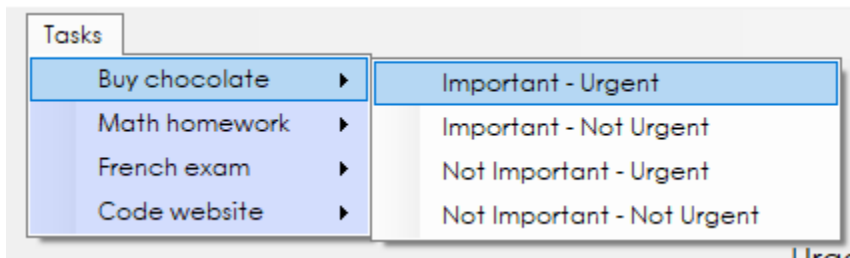 Tasks
Buy chocolate
Math homework
French exam
Code website
Important - Urgent
Important - Not Urgent
Not Important - Urgent
Not Important - Not Urgent